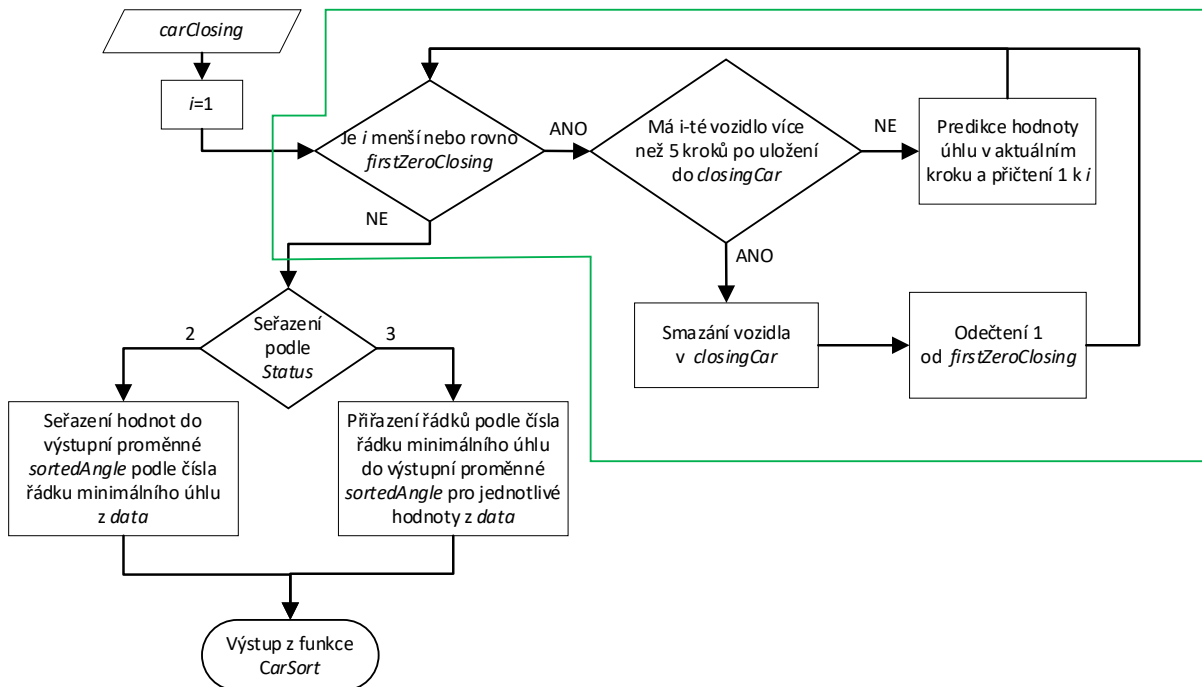 carClosing
i=1
Je i menší nebo rovno
firstZeroClosing
ANO
Má i-té vozidlo více
než 5 kroků po uložení
do closingCar
NE
Predikce hodnoty
úhlu v aktuálním
kroku a přičtení 1 k i
NE
ANO
Smazání vozidla
v closingCar
Odečtení 1
od firstZeroClosing
2
Seřazení
podle
Status
3
Seřazení hodnot do
výstupní proměnné
sortedAngle podle čísla
řádku minimálního úhlu
z data
Přiřazení řádků podle čísla
řádku minimálního úhlu
do výstupní proměnné
sortedAngle pro jednotlivé
hodnoty z data
Výstup z funkce
CarSort